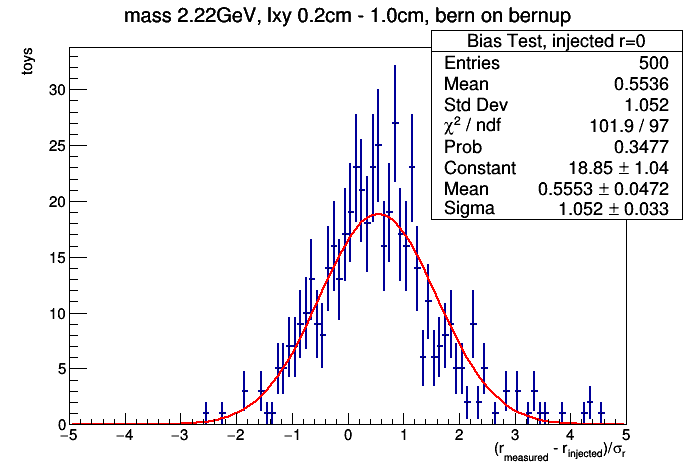 mass 2.22GeV, lxy 0.2cm - 1.0cm, bern on bernup
Bias Test, injected r=0
Entries 500
Mean 0.5536
Std Dev 1.052
χ² / ndf 101.9 / 97
Prob 0.3477
Constant 18.85 ± 1.04
Mean 0.5553 ± 0.0472
Sigma 1.052 ± 0.033
toys
30
25
20
15
10
5
0
−5 −4 −3 −2 −1 0 1 2 3 4 5
(r_measured - r_injected)/σ_r